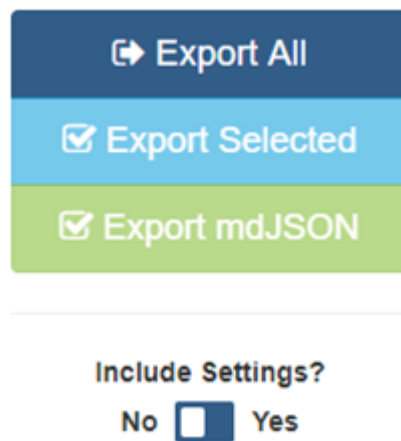 Export All
Export Selected
Export mdJSON
Include Settings?
No Yes